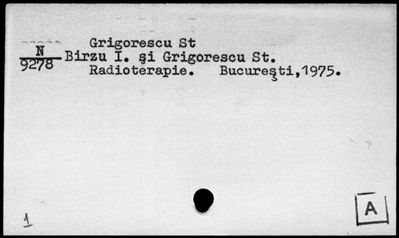 Grigorescu St
N
9278
Birzu I. şi Grigorescu St.
Radioterapie. Bucureşti,1975.
1
A